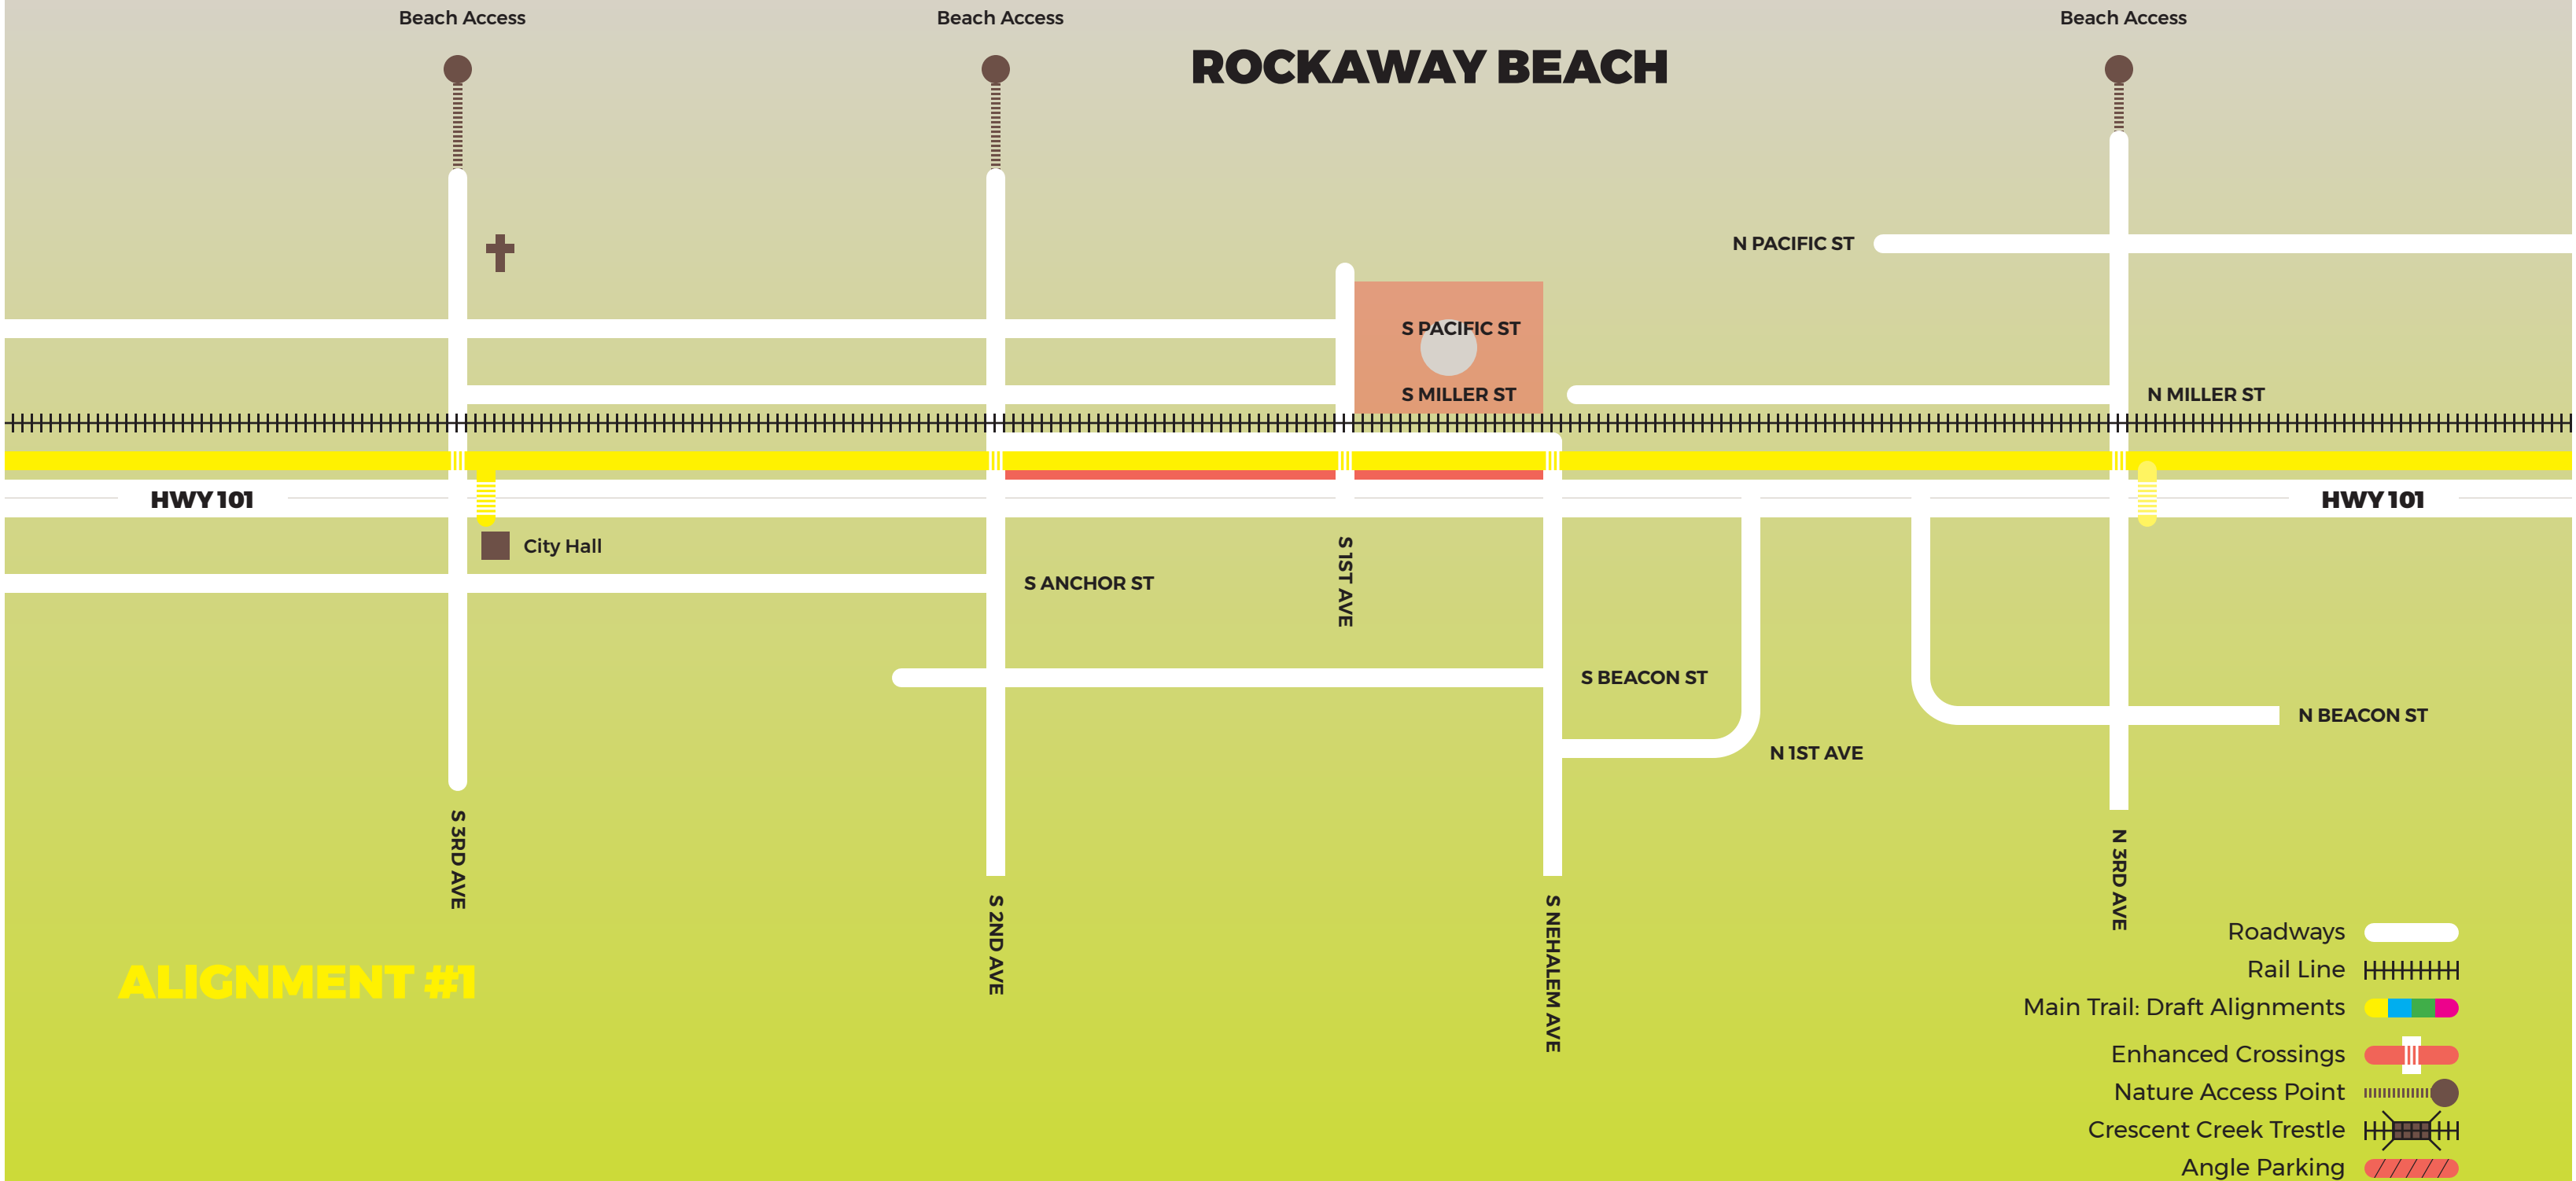 Beach Access
Beach Access
Beach Access
ROCKAWAY BEACH
N PACIFIC ST
S PACIFIC ST
S MILLER ST
N MILLER ST
HWY 101
HWY 101
City Hall
S ANCHOR ST
S 1ST AVE
S BEACON ST
N BEACON ST
N 1ST AVE
S 3RD AVE
S 2ND AVE
S NEHALEM AVE
N 3RD AVE
ALIGNMENT #1
Roadways
Rail Line
Main Trail: Draft Alignments
Enhanced Crossings
Nature Access Point
Crescent Creek Trestle
Angle Parking